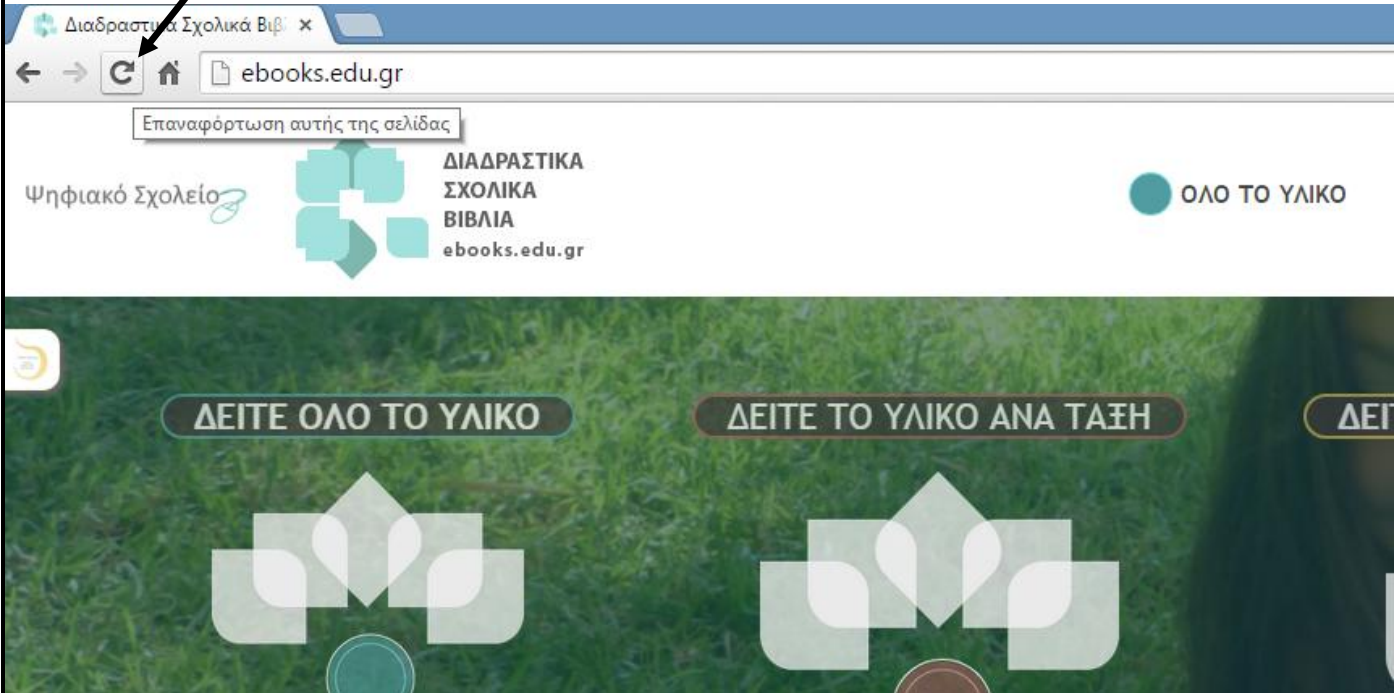 Διαδραστικά Σχολικά Βιβ
ebooks.edu.gr
Επαναφόρτωση αυτής της σελίδας
Ψηφιακό Σχολείο
ΔΙΑΔΡΑΣΤΙΚΑ
ΣΧΟΛΙΚΑ
ΒΙΒΛΙΑ
ebooks.edu.gr
ΟΛΟ ΤΟ ΥΛΙΚΟ
ΔΕΙΤΕ ΟΛΟ ΤΟ ΥΛΙΚΟ
ΔΕΙΤΕ ΤΟ ΥΛΙΚΟ ΑΝΑ ΤΑΞΗ
ΔΕΙ